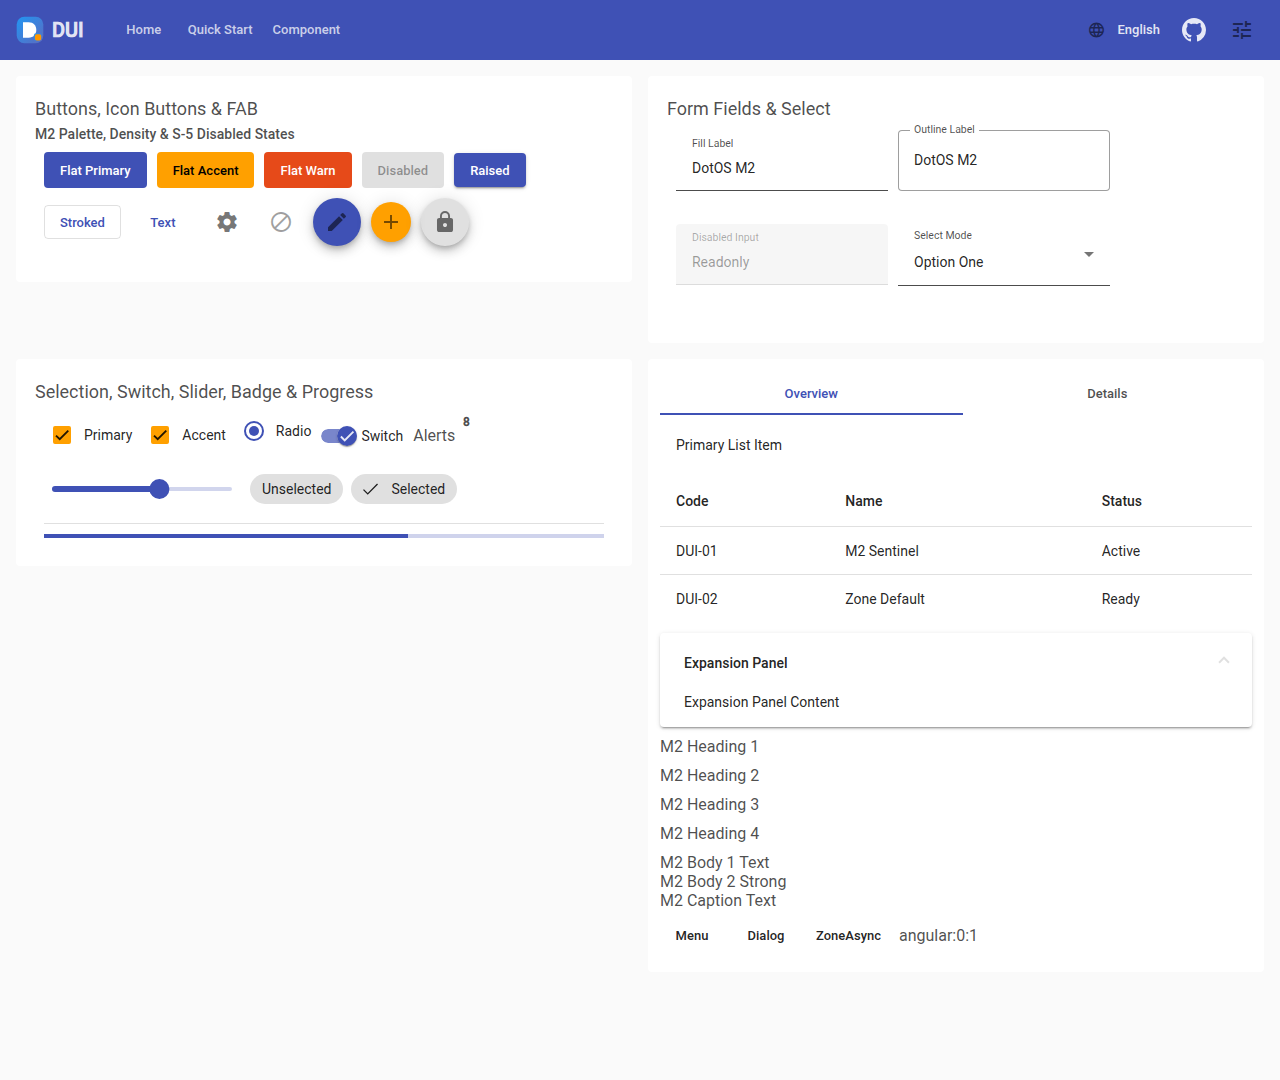 DUI
Home Quick Start Component
English
Buttons, Icon Buttons & FAB
M2 Palette, Density & S-5 Disabled States
Flat Primary Flat Accent Flat Warn Disabled Raised
Stroked Text
Form Fields & Select
Fill Label
DotOS M2
Outline Label
DotOS M2
Disabled Input
Readonly
Select Mode
Option One
Selection, Switch, Slider, Badge & Progress
Primary Accent Radio Switch Alerts 8
Unselected Selected
Overview Details
Primary List Item
Code Name Status
DUI-01 M2 Sentinel Active
DUI-02 Zone Default Ready
Expansion Panel
Expansion Panel Content
M2 Heading 1
M2 Heading 2
M2 Heading 3
M2 Heading 4
M2 Body 1 Text
M2 Body 2 Strong
M2 Caption Text
Menu Dialog ZoneAsync angular:0:1